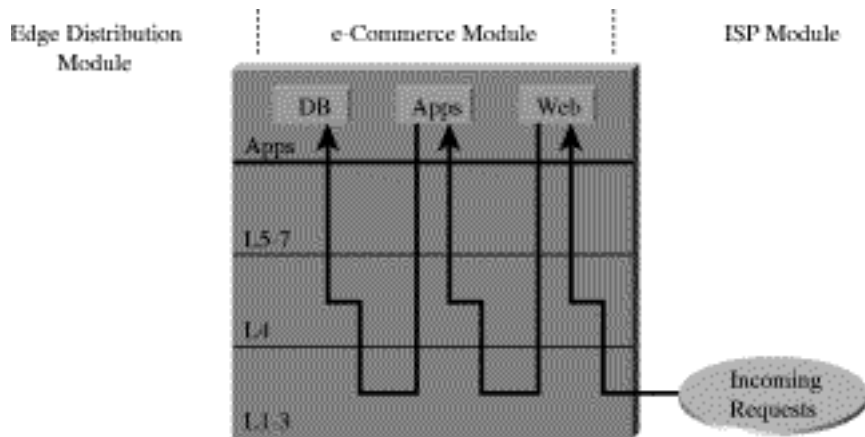 Edge Distribution
Module
e-Commerce Module
ISP Module
DB
Apps
Web
Apps
L5-7
L4
L1-3
Incoming
Requests